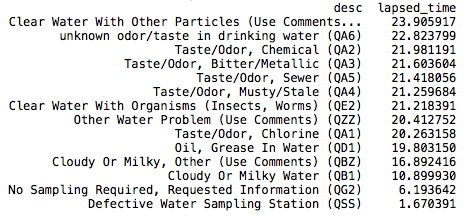 desc lapsed_time
Clear Water With Other Particles (Use Comments... 23.905917
unknown odor/taste in drinking water (QA6) 22.823799
Taste/Odor, Chemical (QA2) 21.981191
Taste/Odor, Bitter/Metallic (QA3) 21.603604
Taste/Odor, Sewer (QA5) 21.418056
Taste/Odor, Musty/Stale (QA4) 21.259684
Clear Water With Organisms (Insects, Worms) (QE2) 21.218391
Other Water Problem (Use Comments) (QZZ) 20.412752
Taste/Odor, Chlorine (QA1) 20.263158
Oil, Grease In Water (QD1) 19.803150
Cloudy Or Milky, Other (Use Comments) (QBZ) 16.892416
Cloudy Or Milky Water (QB1) 10.899930
No Sampling Required, Requested Information (QG2) 6.193642
Defective Water Sampling Station (QSS) 1.670391